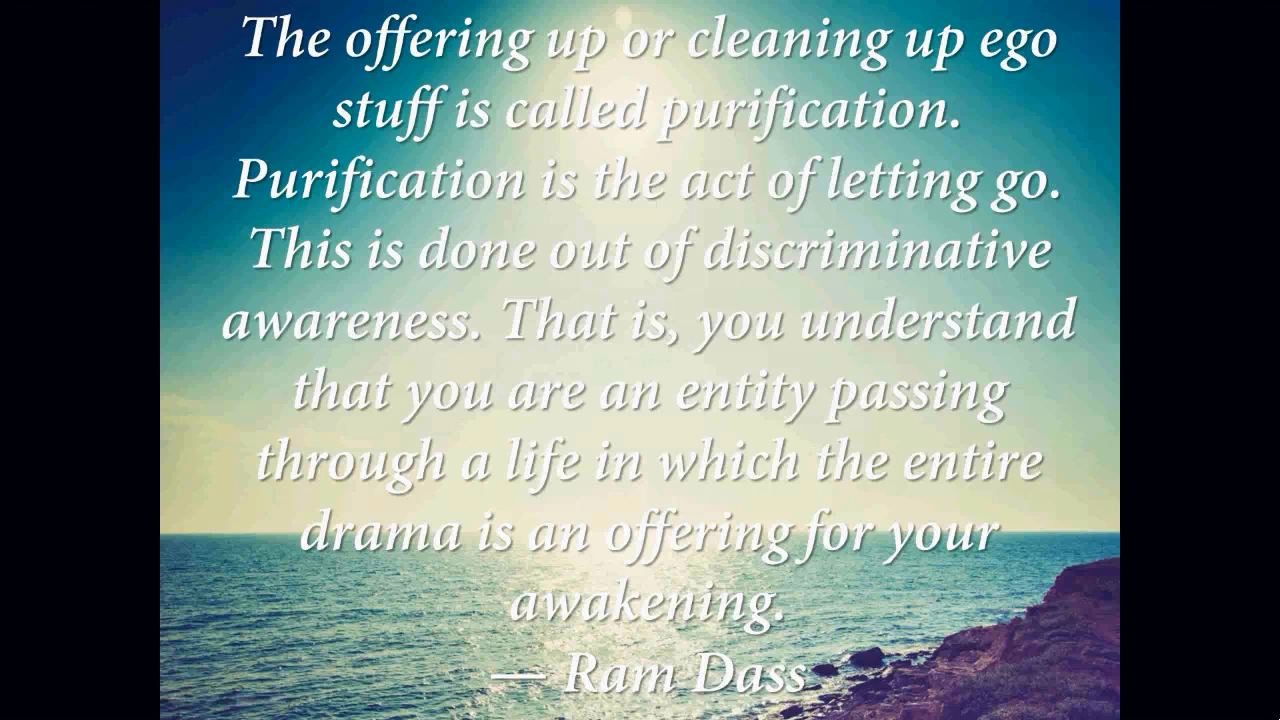 The offering up or cleaning up ego
stuff is called purification.
Purification is the act of letting go.
This is done out of discriminative
awareness. That is, you understand
that you are an entity passing
through a life in which the entire
drama is an offering for your
awakening.
— Ram Dass